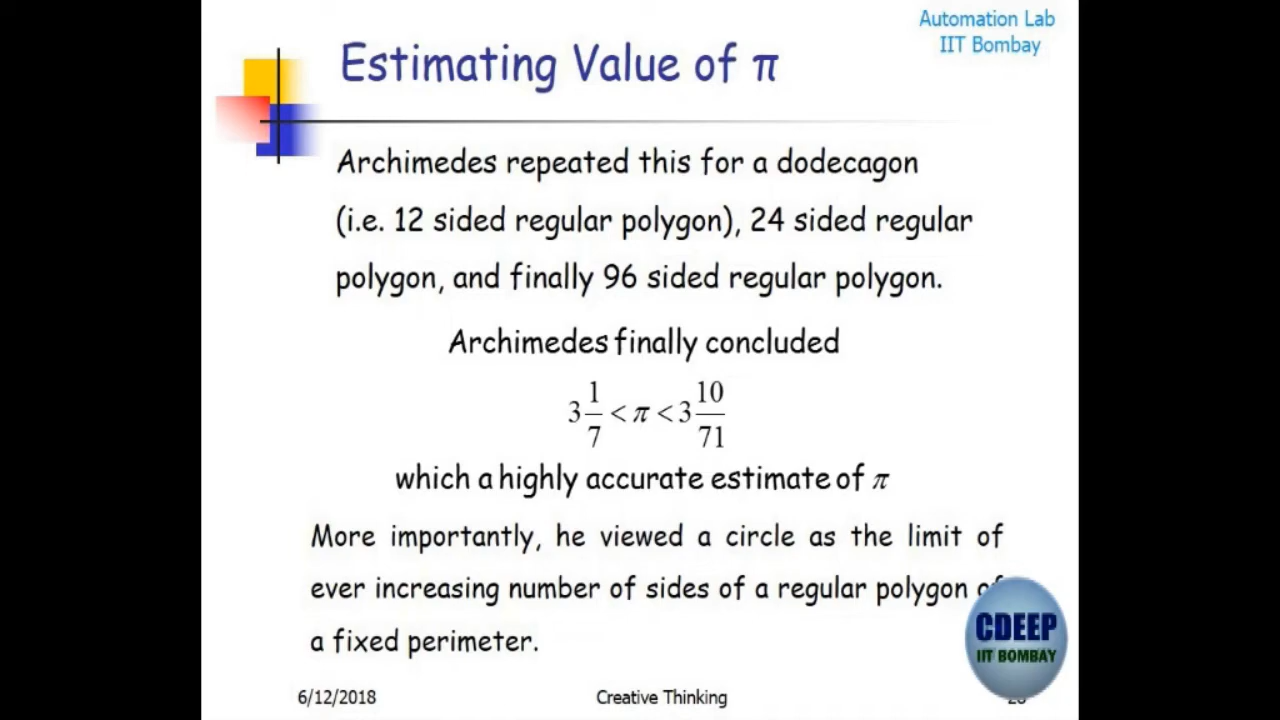 Automation Lab
IIT Bombay
Estimating Value of π
Archimedes repeated this for a dodecagon
(i.e. 12 sided regular polygon), 24 sided regular
polygon, and finally 96 sided regular polygon.
Archimedes finally concluded
3 1/7 < π < 3 10/71
which a highly accurate estimate of π
More importantly, he viewed a circle as the limit of
ever increasing number of sides of a regular polygon of
a fixed perimeter.
CDEEP
IIT BOMBAY
6/12/2018
Creative Thinking